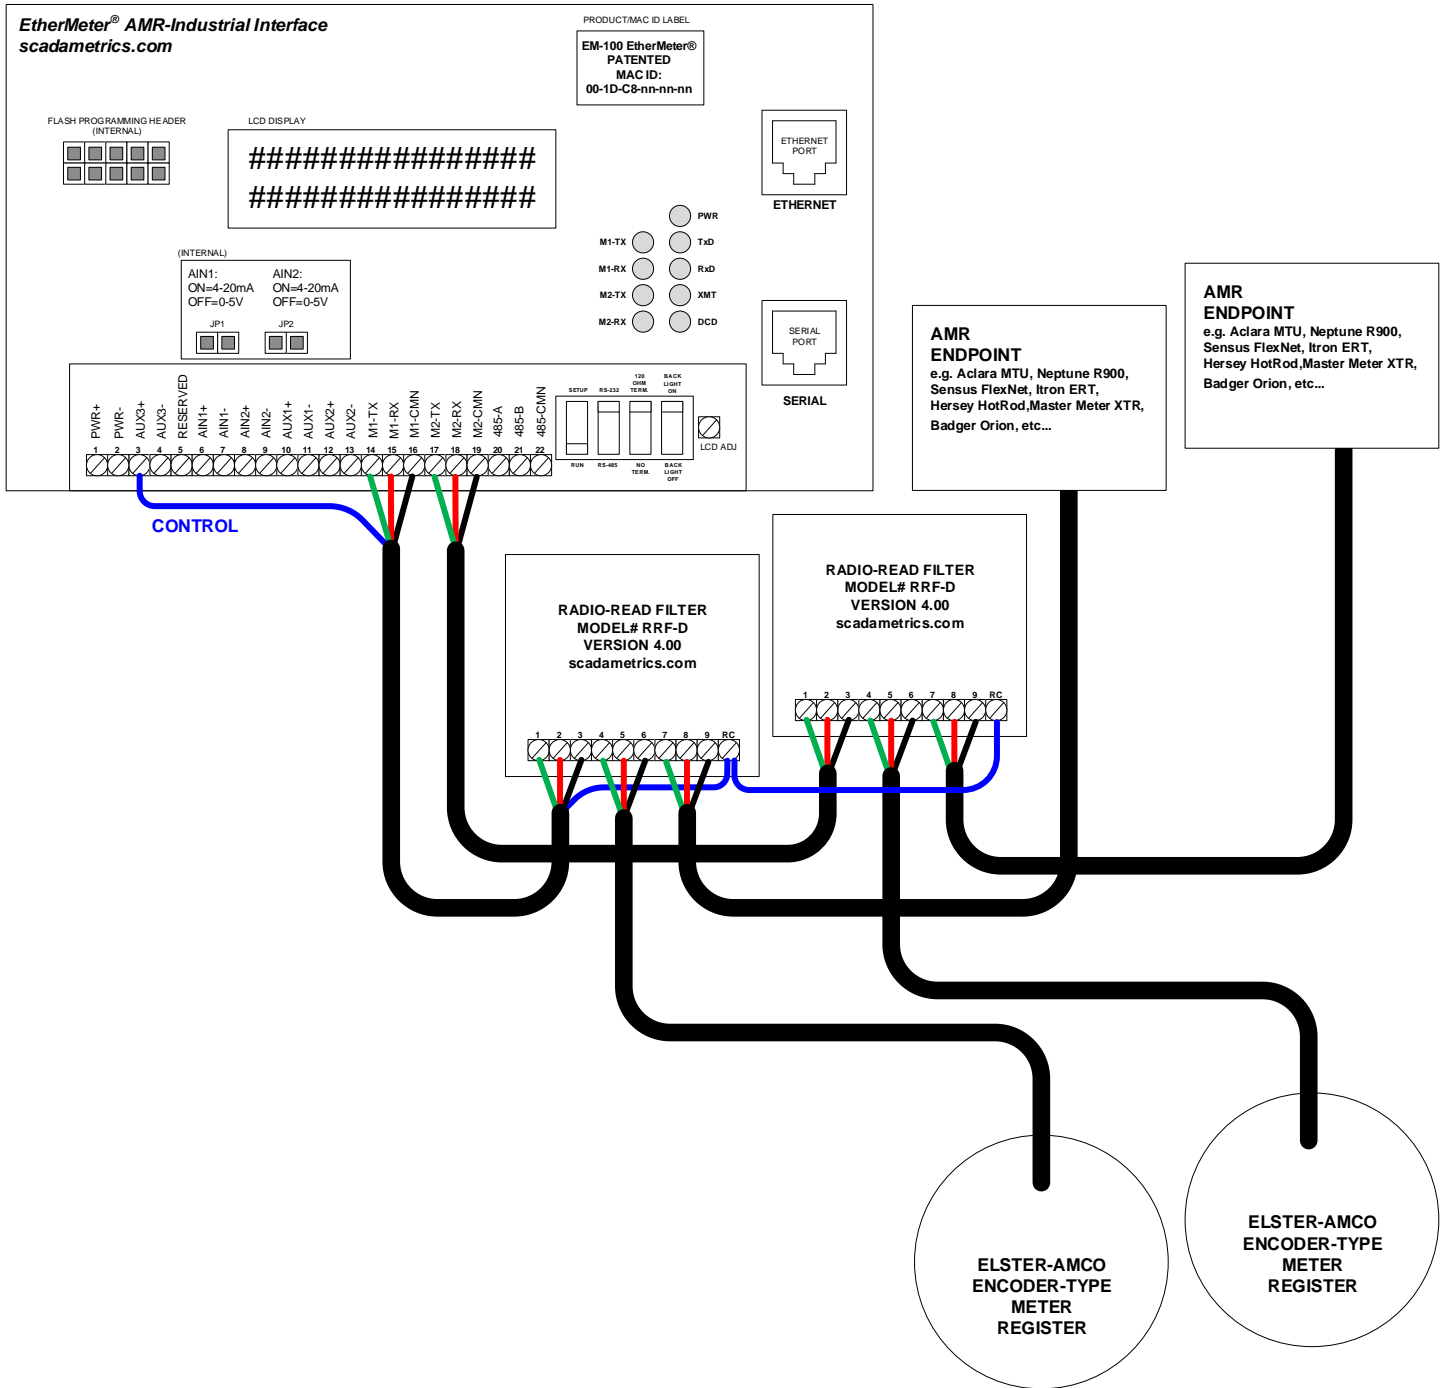 EtherMeter® AMR-Industrial Interface
scadametrics.com
PRODUCT/MAC ID LABEL
EM-100 EtherMeter®
PATENTED
MAC ID:
00-1D-C8-nn-nn-nn
FLASH PROGRAMMING HEADER
(INTERNAL)
LCD DISPLAY
################
################
ETHERNET
PORT
ETHERNET
PWR
M1-TX
TxD
M1-RX
RxD
M2-TX
XMT
M2-RX
DCD
(INTERNAL)
AIN1:
ON=4-20mA
OFF=0-5V
AIN2:
ON=4-20mA
OFF=0-5V
JP1
JP2
SERIAL
PORT
SERIAL
PWR+
PWR-
AUX3+
AUX3-
RESERVED
AIN1+
AIN1-
AIN2+
AIN2-
AUX1+
AUX1-
AUX2+
AUX2-
M1-TX
M1-RX
M1-CMN
M2-TX
M2-RX
M2-CMN
485-A
485-B
485-CMN
1 2 3 4 5 6 7 8 9 10 11 12 13 14 15 16 17 18 19 20 21 22
SETUP
RS-232
120
OHM
TERM.
BACK
LIGHT
ON
RUN
RS-485
NO
TERM.
BACK
LIGHT
OFF
LCD ADJ
CONTROL
AMR
ENDPOINT
e.g. Aclara MTU, Neptune R900,
Sensus FlexNet, Itron ERT,
Hersey HotRod,Master Meter XTR,
Badger Orion, etc...
AMR
ENDPOINT
e.g. Aclara MTU, Neptune R900,
Sensus FlexNet, Itron ERT,
Hersey HotRod,Master Meter XTR,
Badger Orion, etc...
RADIO-READ FILTER
MODEL# RRF-D
VERSION 4.00
scadametrics.com
1 2 3 4 5 6 7 8 9 RC
RADIO-READ FILTER
MODEL# RRF-D
VERSION 4.00
scadametrics.com
1 2 3 4 5 6 7 8 9 RC
ELSTER-AMCO
ENCODER-TYPE
METER
REGISTER
ELSTER-AMCO
ENCODER-TYPE
METER
REGISTER